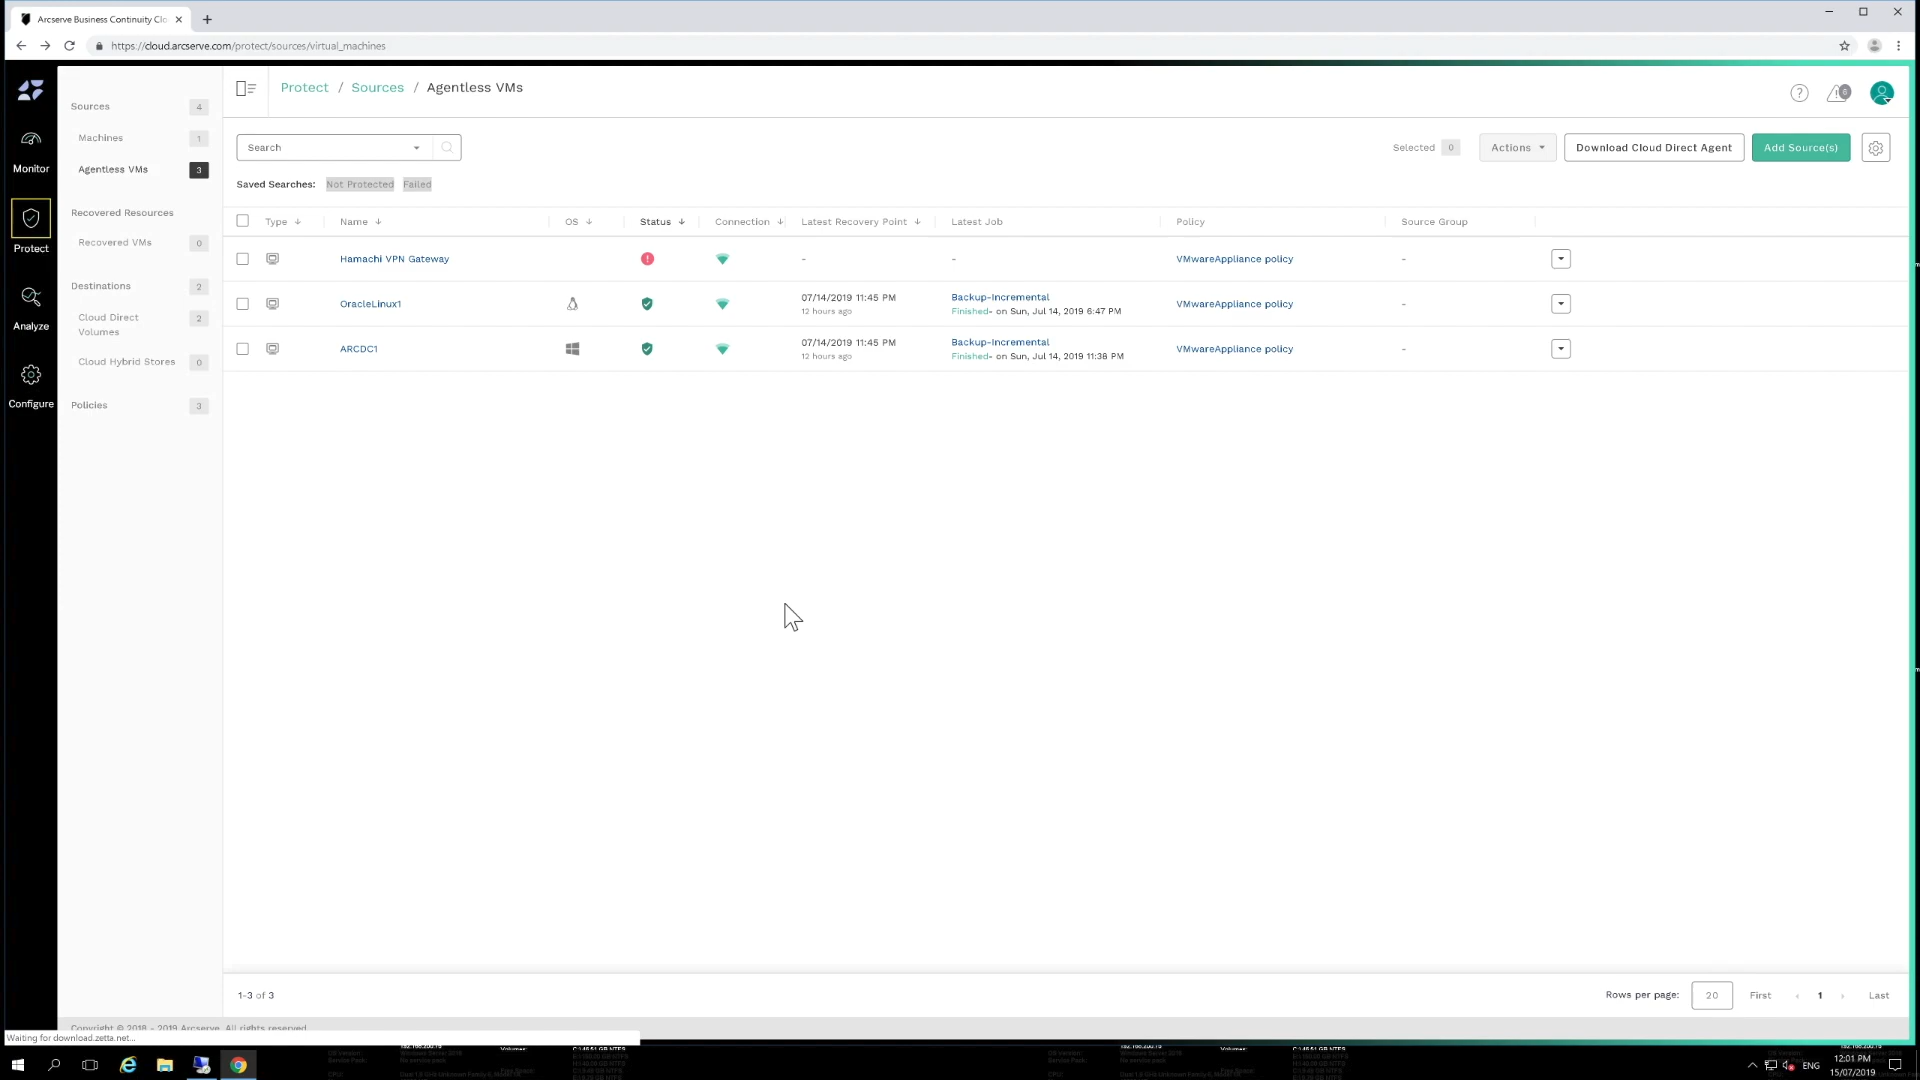 Arcserve Business Continuity Clo
https://cloud.arcserve.com/protect/sources/virtual_machines
Monitor
Protect
Analyze
Configure
Sources 4
Machines 1
Agentless VMs 3
Recovered Resources
Recovered VMs 0
Destinations 2
Cloud Direct
Volumes 2
Cloud Hybrid Stores 0
Policies 3
Protect / Sources / Agentless VMs
Search
Selected 0
Actions
Download Cloud Direct Agent
Add Source(s)
Saved Searches: Not Protected Failed
Type Name OS Status Connection Latest Recovery Point Latest Job Policy Source Group
Hamachi VPN Gateway - - VMwareAppliance policy -
OracleLinux1 07/14/2019 11:45 PM Backup-Incremental VMwareAppliance policy -
12 hours ago Finished- on Sun, Jul 14, 2019 6:47 PM
ARCDC1 07/14/2019 11:45 PM Backup-Incremental VMwareAppliance policy -
12 hours ago Finished- on Sun, Jul 14, 2019 11:38 PM
1-3 of 3
Rows per page: 20 First 1 Last
Copyright © 2018 - 2019 Arcserve. All rights reserved
Waiting for download.zetta.net...
ENG
12:01 PM
15/07/2019